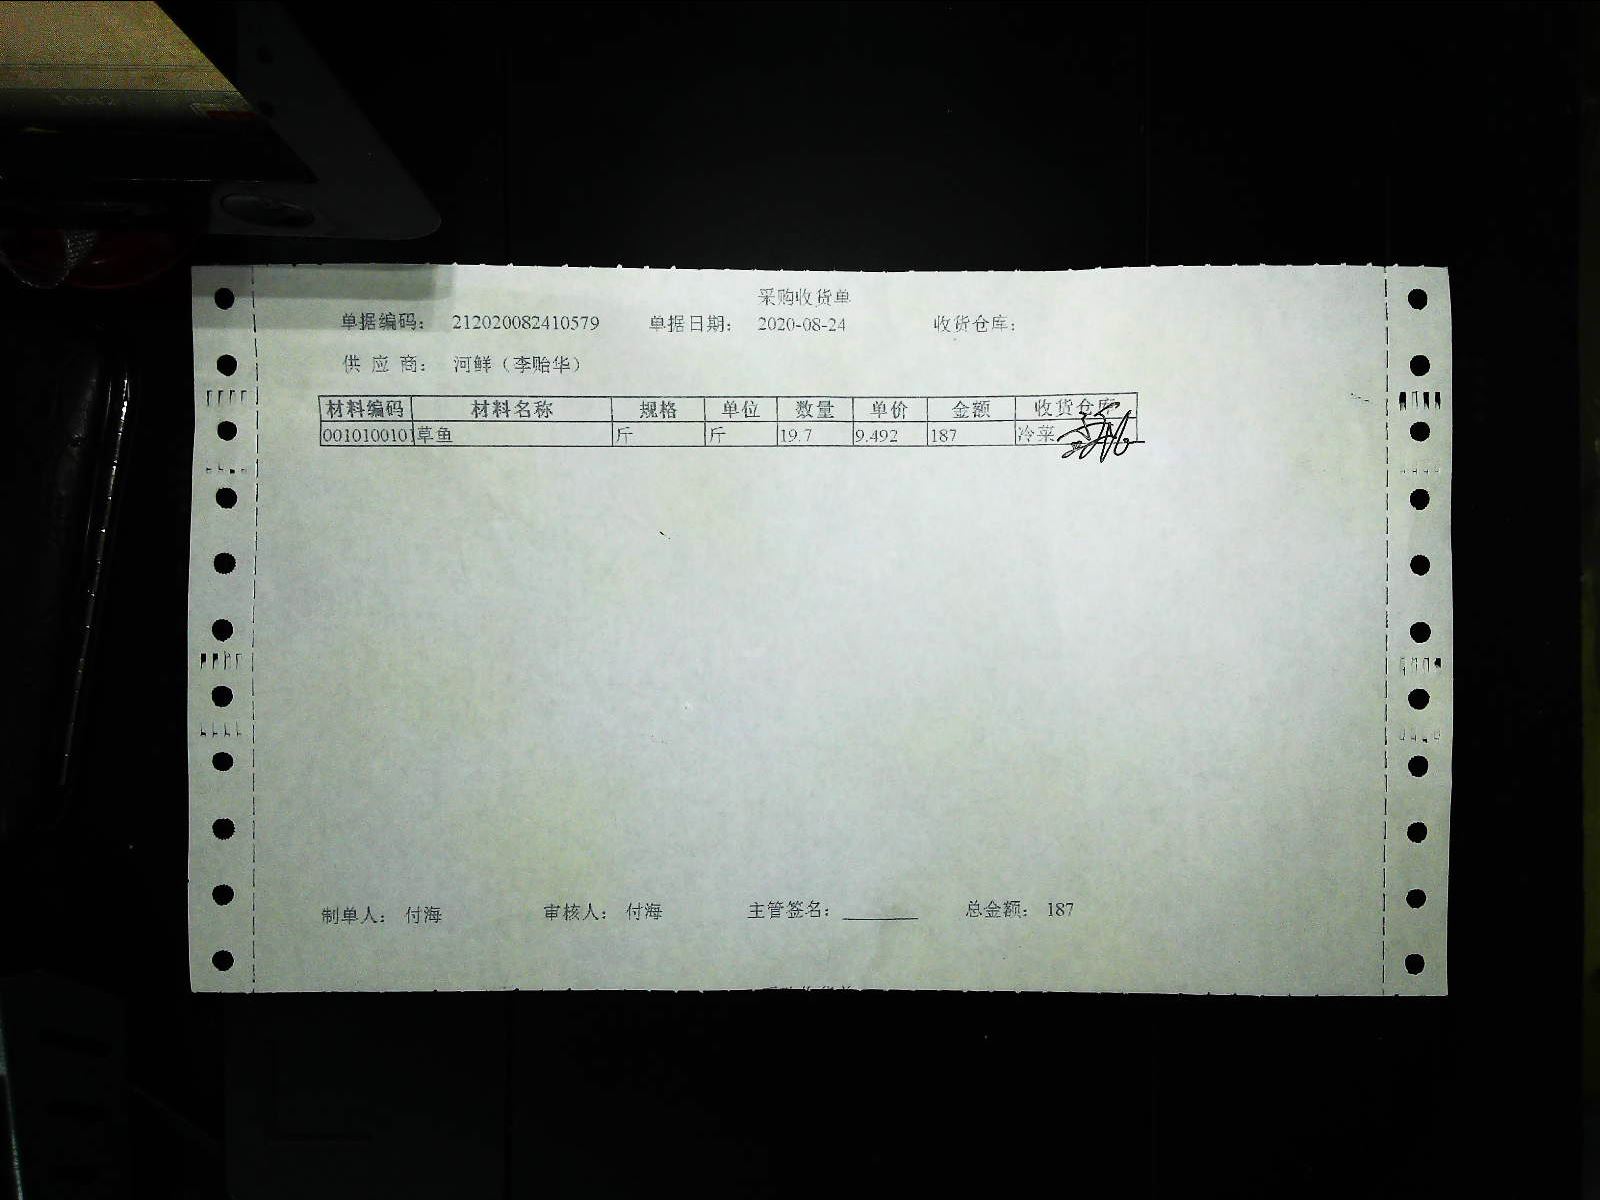 采购收货单
单据编码： 212020082410579 单据日期： 2020-08-24 收货仓库：
供 应 商： 河鲜（李贻华）
材料编码 材料名称 规格 单位 数量 单价 金额 收货仓库
001010010 草鱼 斤 斤 19.7 9.492 187 冷菜
制单人： 付海 审核人： 付海 主管签名： 总金额： 187